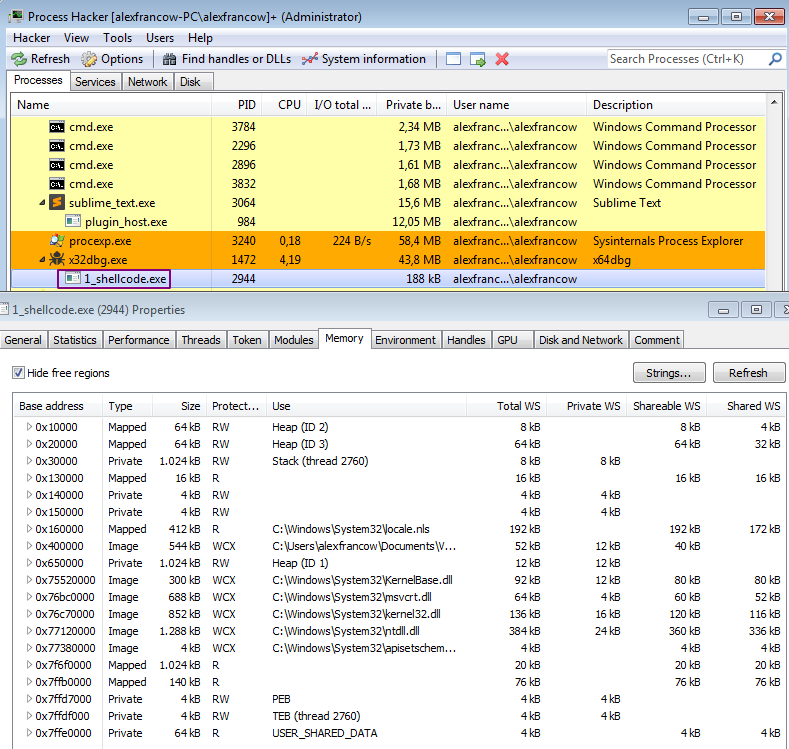 Process Hacker [alexfrancow-PC\alexfrancow]+ (Administrator)
Hacker View Tools Users Help
Refresh Options Find handles or DLLs System information Search Processes (Ctrl+K)
Processes Services Network Disk
Name PID CPU I/O total ... Private b... User name Description
cmd.exe 3784 2,34 MB alexfranc...\alexfrancow Windows Command Processor
cmd.exe 2296 1,73 MB alexfranc...\alexfrancow Windows Command Processor
cmd.exe 2896 1,61 MB alexfranc...\alexfrancow Windows Command Processor
cmd.exe 3832 1,68 MB alexfranc...\alexfrancow Windows Command Processor
sublime_text.exe 3064 15,6 MB alexfranc...\alexfrancow Sublime Text
plugin_host.exe 984 12,05 MB alexfranc...\alexfrancow
procexp.exe 3240 0,18 224 B/s 58,4 MB alexfranc...\alexfrancow Sysinternals Process Explorer
x32dbg.exe 1472 4,19 43,8 MB alexfranc...\alexfrancow x64dbg
1_shellcode.exe 2944 188 kB alexfranc...\alexfrancow
1_shellcode.exe (2944) Properties
General Statistics Performance Threads Token Modules Memory Environment Handles GPU Disk and Network Comment
Hide free regions Strings... Refresh
Base address Type Size Protect... Use Total WS Private WS Shareable WS Shared WS
0x10000 Mapped 64 kB RW Heap (ID 2) 8 kB 8 kB 4 kB
0x20000 Mapped 64 kB RW Heap (ID 3) 64 kB 64 kB 32 kB
0x30000 Private 1.024 kB RW Stack (thread 2760) 8 kB 8 kB
0x130000 Mapped 16 kB R 16 kB 16 kB 16 kB
0x140000 Private 4 kB RW 4 kB 4 kB
0x150000 Private 4 kB RW 4 kB 4 kB
0x160000 Mapped 412 kB R C:\Windows\System32\locale.nls 192 kB 192 kB 172 kB
0x400000 Image 544 kB WCX C:\Users\alexfrancow\Documents\V... 52 kB 12 kB 40 kB
0x650000 Private 1.024 kB RW Heap (ID 1) 12 kB 12 kB
0x75520000 Image 300 kB WCX C:\Windows\System32\KernelBase.dll 92 kB 12 kB 80 kB 80 kB
0x76bc0000 Image 688 kB WCX C:\Windows\System32\msvcrt.dll 64 kB 4 kB 60 kB 52 kB
0x76c70000 Image 852 kB WCX C:\Windows\System32\kernel32.dll 136 kB 16 kB 120 kB 116 kB
0x77120000 Image 1.288 kB WCX C:\Windows\System32\ntdll.dll 384 kB 24 kB 360 kB 336 kB
0x77380000 Image 4 kB WCX C:\Windows\System32\apisetschem... 4 kB 4 kB 4 kB
0x7f6f0000 Mapped 1.024 kB R 20 kB 20 kB 20 kB
0x7ffb0000 Mapped 140 kB R 76 kB 76 kB 76 kB
0x7ffd7000 Private 4 kB RW PEB 4 kB 4 kB
0x7ffdf000 Private 4 kB RW TEB (thread 2760) 4 kB 4 kB
0x7ffe0000 Private 64 kB R USER_SHARED_DATA 4 kB 4 kB 4 kB